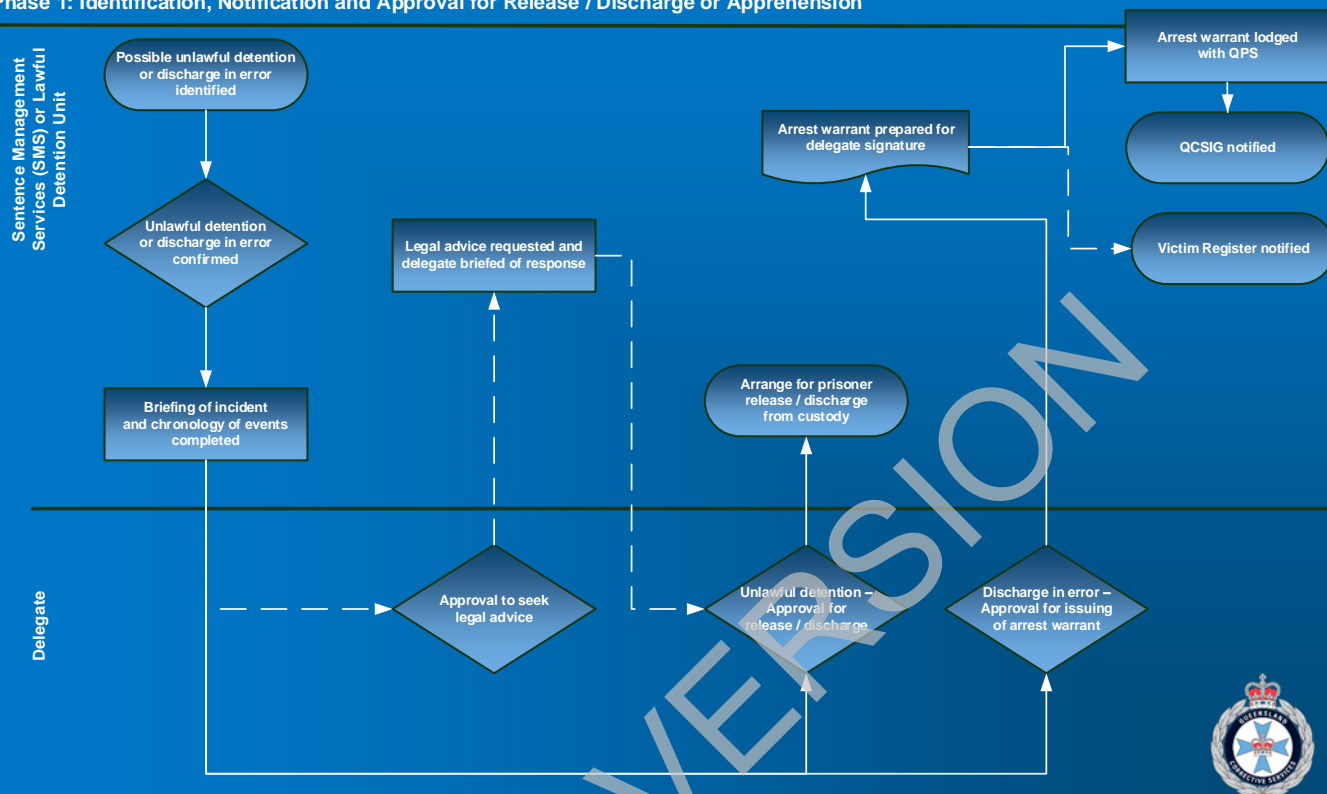 Phase 1: Identification, Notification and Approval for Release / Discharge or Apprehension
Sentence Management
Services (SMS) or Lawful
Detention Unit
Possible unlawful detention
or discharge in error
identified
Unlawful detention
or discharge in error
confirmed
Briefing of incident
and chronology of events
completed
Legal advice requested and
delegate briefed of response
Arrange for prisoner
release / discharge
from custody
Arrest warrant prepared for
delegate signature
Arrest warrant lodged
with QPS
QCSIG notified
Victim Register notified
Delegate
Approval to seek
legal advice
Unlawful detention –
Approval for
release / discharge
Discharge in error –
Approval for issuing
of arrest warrant
VERSION
QUEENSLAND
CORRECTIVE SERVICES